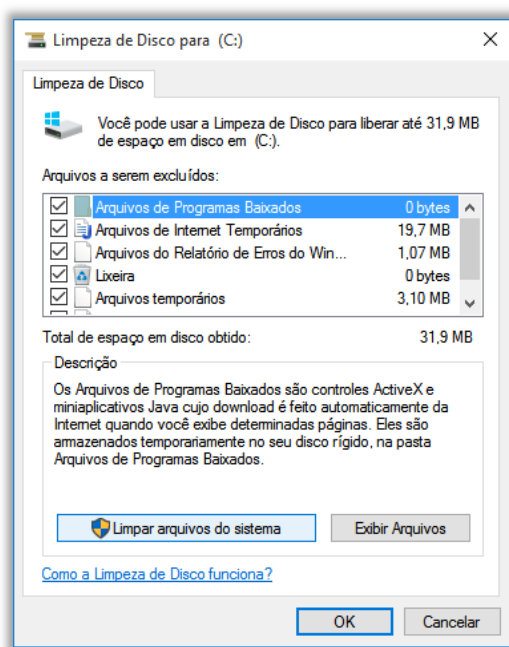 Limpeza de Disco para (C:)
Limpeza de Disco
Você pode usar a Limpeza de Disco para liberar até 31,9 MB
de espaço em disco em (C:).
Arquivos a serem excluídos:
Arquivos de Programas Baixados 0 bytes
Arquivos de Internet Temporários 19,7 MB
Arquivos do Relatório de Erros do Win... 1,07 MB
Lixeira 0 bytes
Arquivos temporários 3,10 MB
Total de espaço em disco obtido: 31,9 MB
Descrição
Os Arquivos de Programas Baixados são controles ActiveX e
miniaplicativos Java cujo download é feito automaticamente da
Internet quando você exibe determinadas páginas. Eles são
armazenados temporariamente no seu disco rígido, na pasta
Arquivos de Programas Baixados.
Limpar arquivos do sistema Exibir Arquivos
Como a Limpeza de Disco funciona?
OK Cancelar